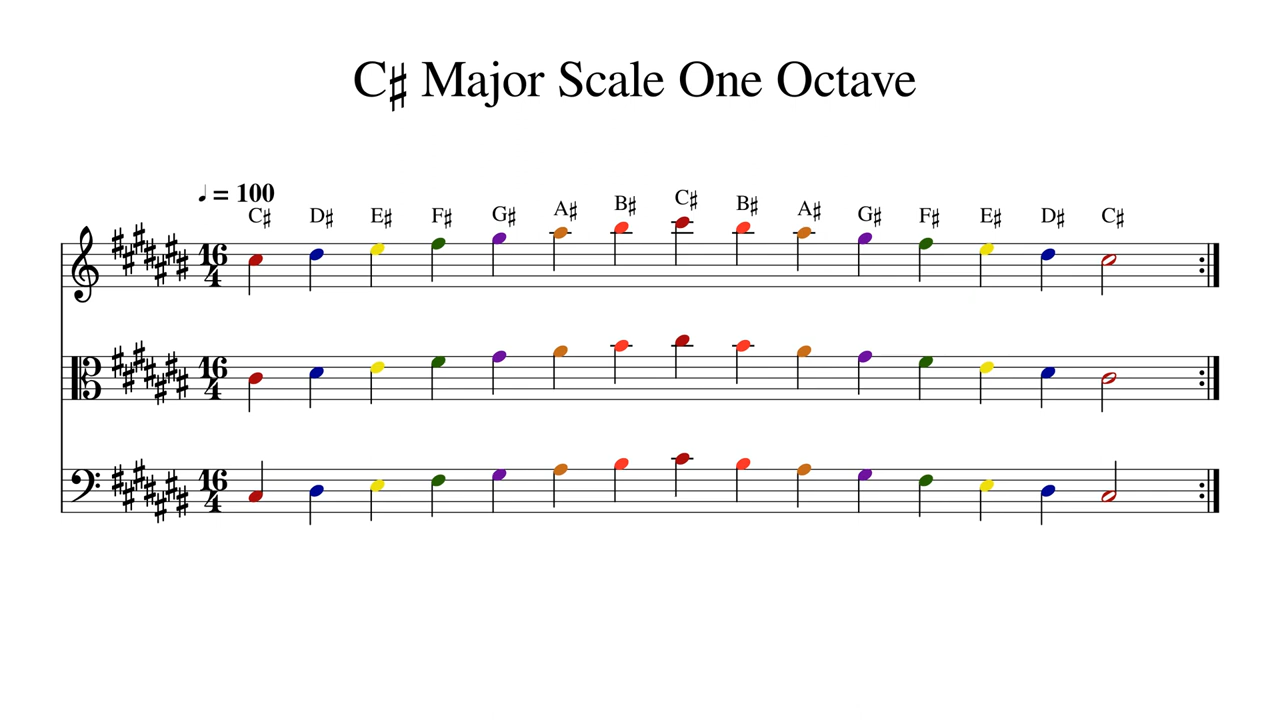 C♯ Major Scale One Octave
♩ = 100
C♯ D♯ E♯ F♯ G♯ A♯ B♯ C♯ B♯ A♯ G♯ F♯ E♯ D♯ C♯
16
4
16
4
16
4